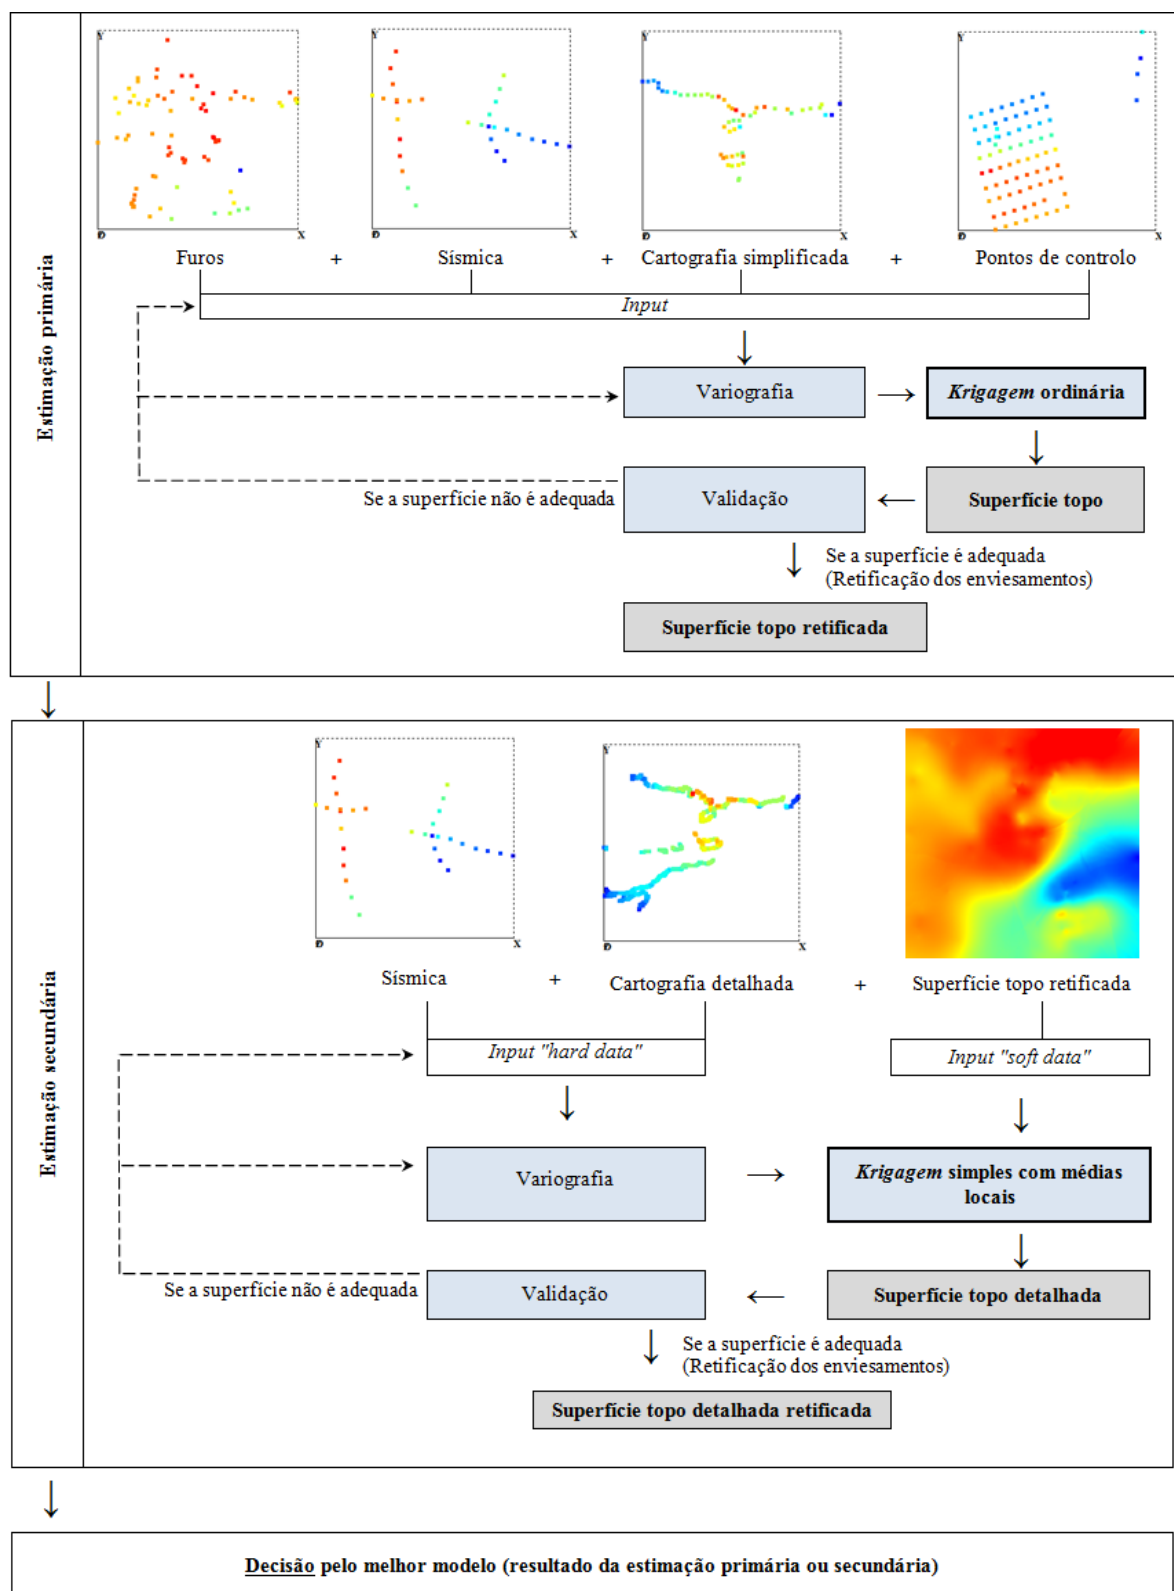 Estimação primária
Y
Y
Y
Y
X
X
X
X
Furos + Sísmica + Cartografia simplificada + Pontos de controlo
Input
Variografia
Krigagem ordinária
Se a superfície não é adequada
Validação
Superfície topo
Se a superfície é adequada
(Retificação dos enviesamentos)
Superfície topo retificada
Estimação secundária
Y
Y
X
X
Sísmica + Cartografia detalhada + Superfície topo retificada
Input "hard data"
Input "soft data"
Variografia
Krigagem simples com médias
locais
Se a superfície não é adequada
Validação
Superfície topo detalhada
Se a superfície é adequada
(Retificação dos enviesamentos)
Superfície topo detalhada retificada
Decisão pelo melhor modelo (resultado da estimação primária ou secundária)